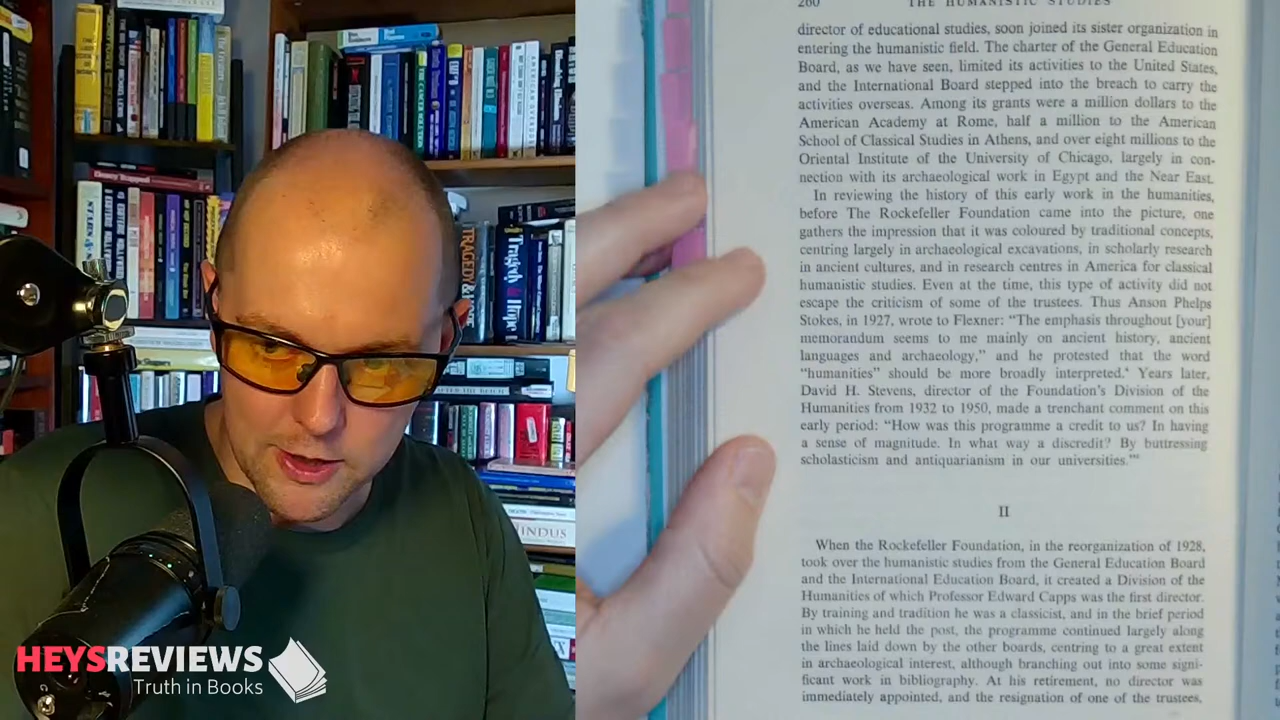 260 THE HUMANISTIC STUDIES
director of educational studies, soon joined its sister organization in
entering the humanistic field. The charter of the General Education
Board, as we have seen, limited its activities to the United States,
and the International Board stepped into the breach to carry the
activities overseas. Among its grants were a million dollars to the
American Academy at Rome, half a million to the American
School of Classical Studies in Athens, and over eight millions to the
Oriental Institute of the University of Chicago, largely in con-
nection with its archaeological work in Egypt and the Near East.
In reviewing the history of this early work in the humanities,
before The Rockefeller Foundation came into the picture, one
gathers the impression that it was coloured by traditional concepts,
centring largely in archaeological excavations, in scholarly research
in ancient cultures, and in research centres in America for classical
humanistic studies. Even at the time, this type of activity did not
escape the criticism of some of the trustees. Thus Anson Phelps
Stokes, in 1927, wrote to Flexner: “The emphasis throughout [your]
memorandum seems to me mainly on ancient history, ancient
languages and archaeology,” and he protested that the word
“humanities” should be more broadly interpreted. Years later,
David H. Stevens, director of the Foundation's Division of the
Humanities from 1932 to 1950, made a trenchant comment on this
early period: “How was this programme a credit to us? In having
a sense of magnitude. In what way a discredit? By buttressing
scholasticism and antiquarianism in our universities.”
II
When the Rockefeller Foundation, in the reorganization of 1928,
took over the humanistic studies from the General Education Board
and the International Education Board, it created a Division of the
Humanities of which Professor Edward Capps was the first director.
By training and tradition he was a classicist, and in the brief period
in which he held the post, the programme continued largely along
the lines laid down by the other boards, centring to a great extent
in archaeological interest, although branching out into some signi-
ficant work in bibliography. At his retirement, no director was
immediately appointed, and the resignation of one of the trustees,
TRAGEDY &
Tragedy & Hope
HEYSREVIEWS
Truth in Books